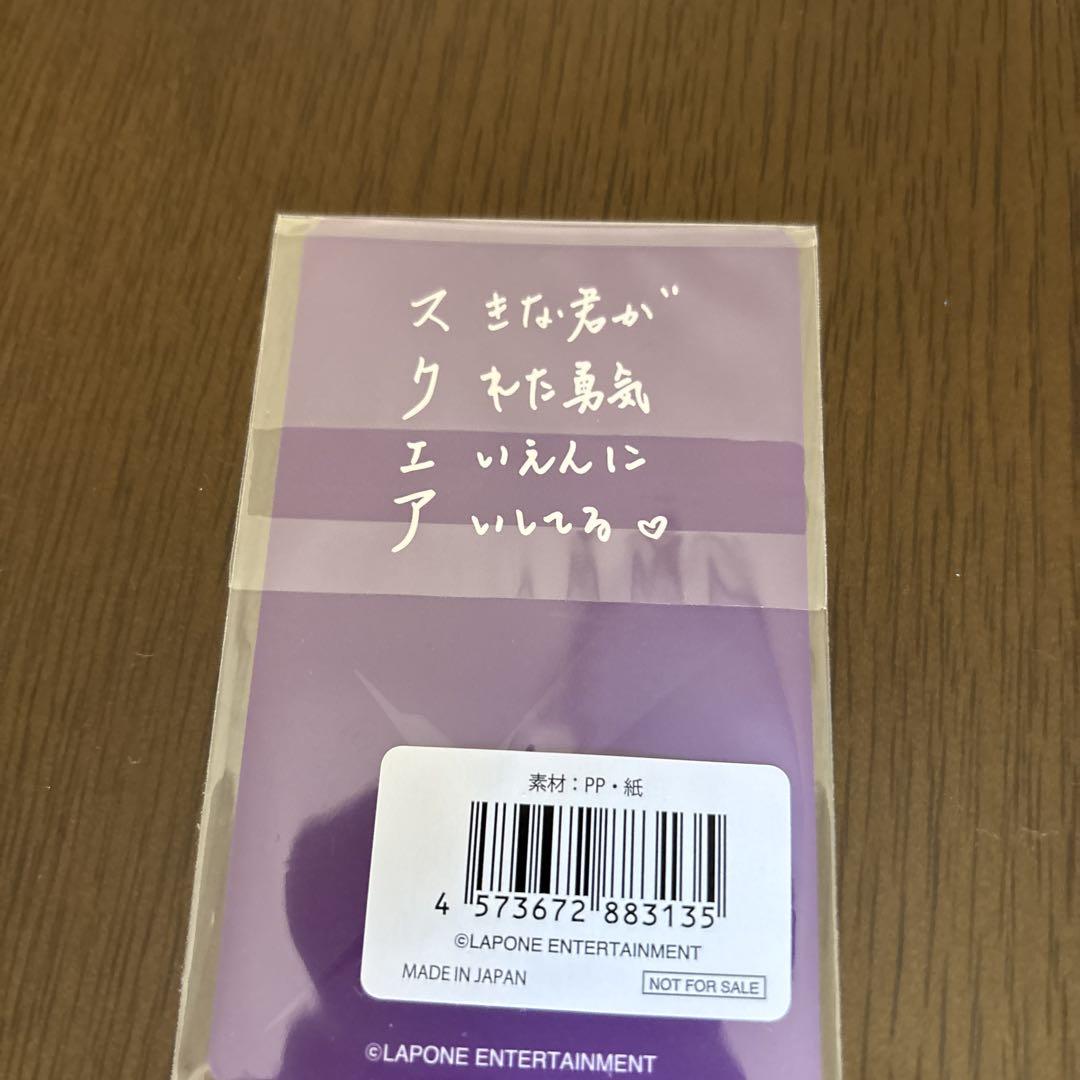 ス きな君が
ク れた勇気
エ いえんに
ア いしてる♡
素材：PP・紙
4 573672 883135
©LAPONE ENTERTAINMENT
MADE IN JAPAN NOT FOR SALE
©LAPONE ENTERTAINMENT